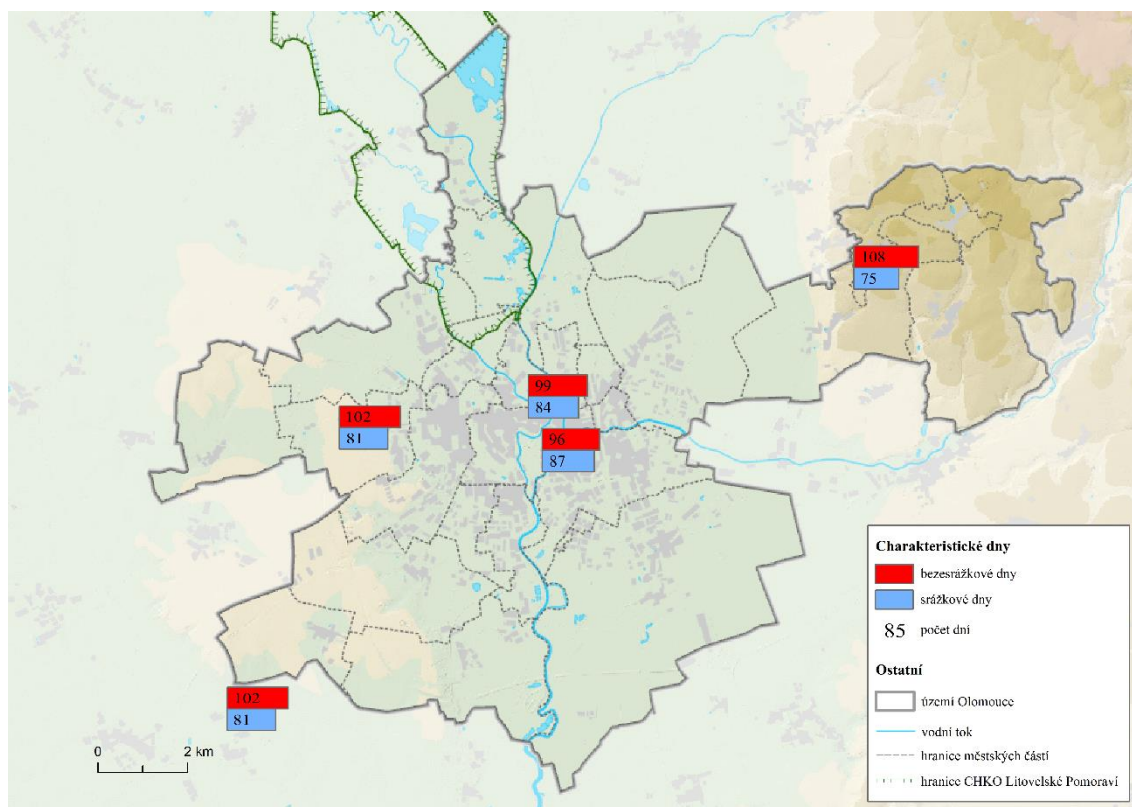 108
75
99
84
102
81
96
87
102
81
0 2 km
Charakteristické dny
bezesrážkové dny
srážkové dny
85 počet dní
Ostatní
území Olomouce
vodní tok
hranice městských částí
hranice CHKO Litovelské Pomoraví